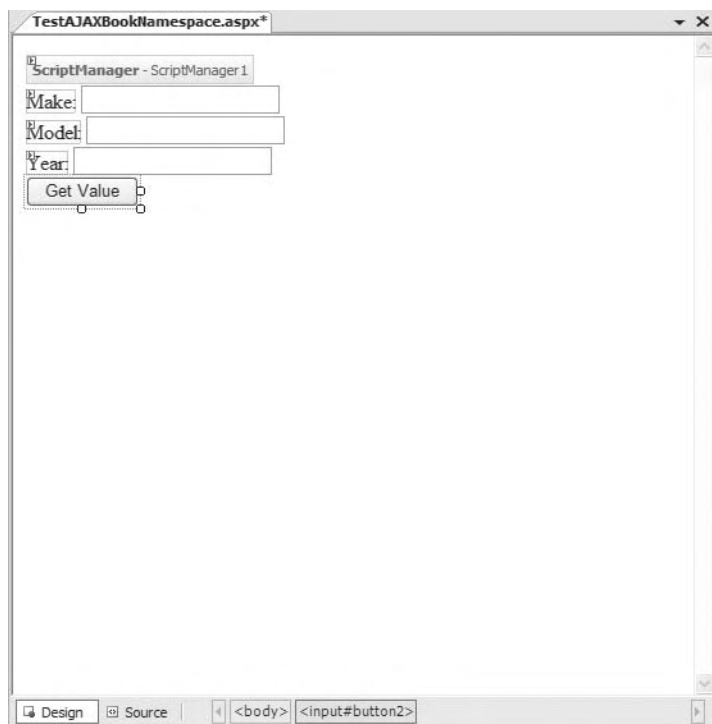 TestAJAXBookNamespace.aspx*
ScriptManager - ScriptManager1
Make:
Model:
Year:
Get Value
Design Source <body> <input#button2>